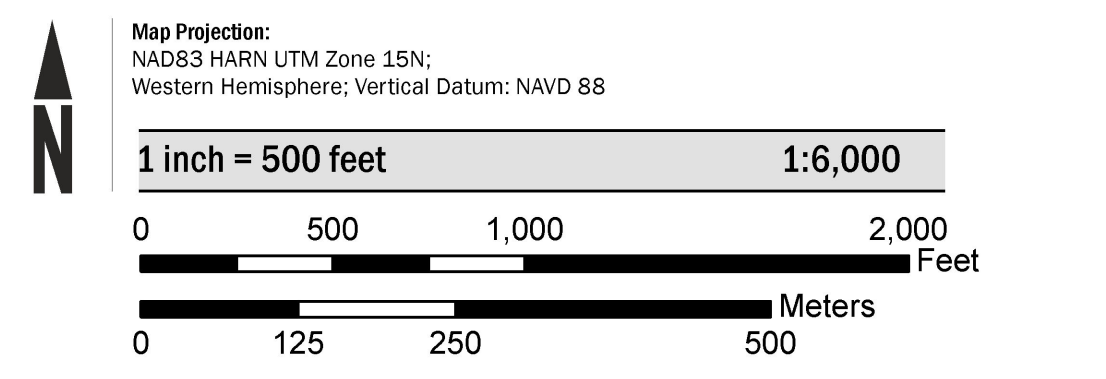 N
Map Projection:
NAD83 HARN UTM Zone 15N;
Western Hemisphere; Vertical Datum: NAVD 88
1 inch = 500 feet 1:6,000
0 500 1,000 2,000
Feet
Meters
0 125 250 500